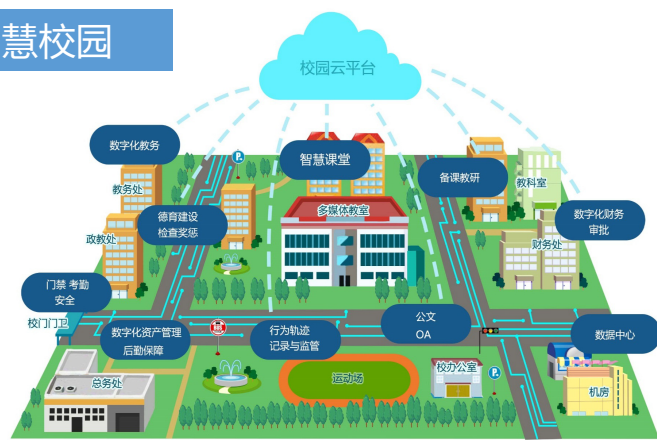 慧校园
校园云平台
数字化教务
智慧课堂
备课教研
教务处
教科室
德育建设
检查奖惩
多媒体教室
数字化财务
审批
政教处
财务处
门禁 考勤
安全
校门门卫
数字化资产管理
后勤保障
行为轨迹
记录与监管
公文
OA
数据中心
总务处
运动场
校办公室
机房